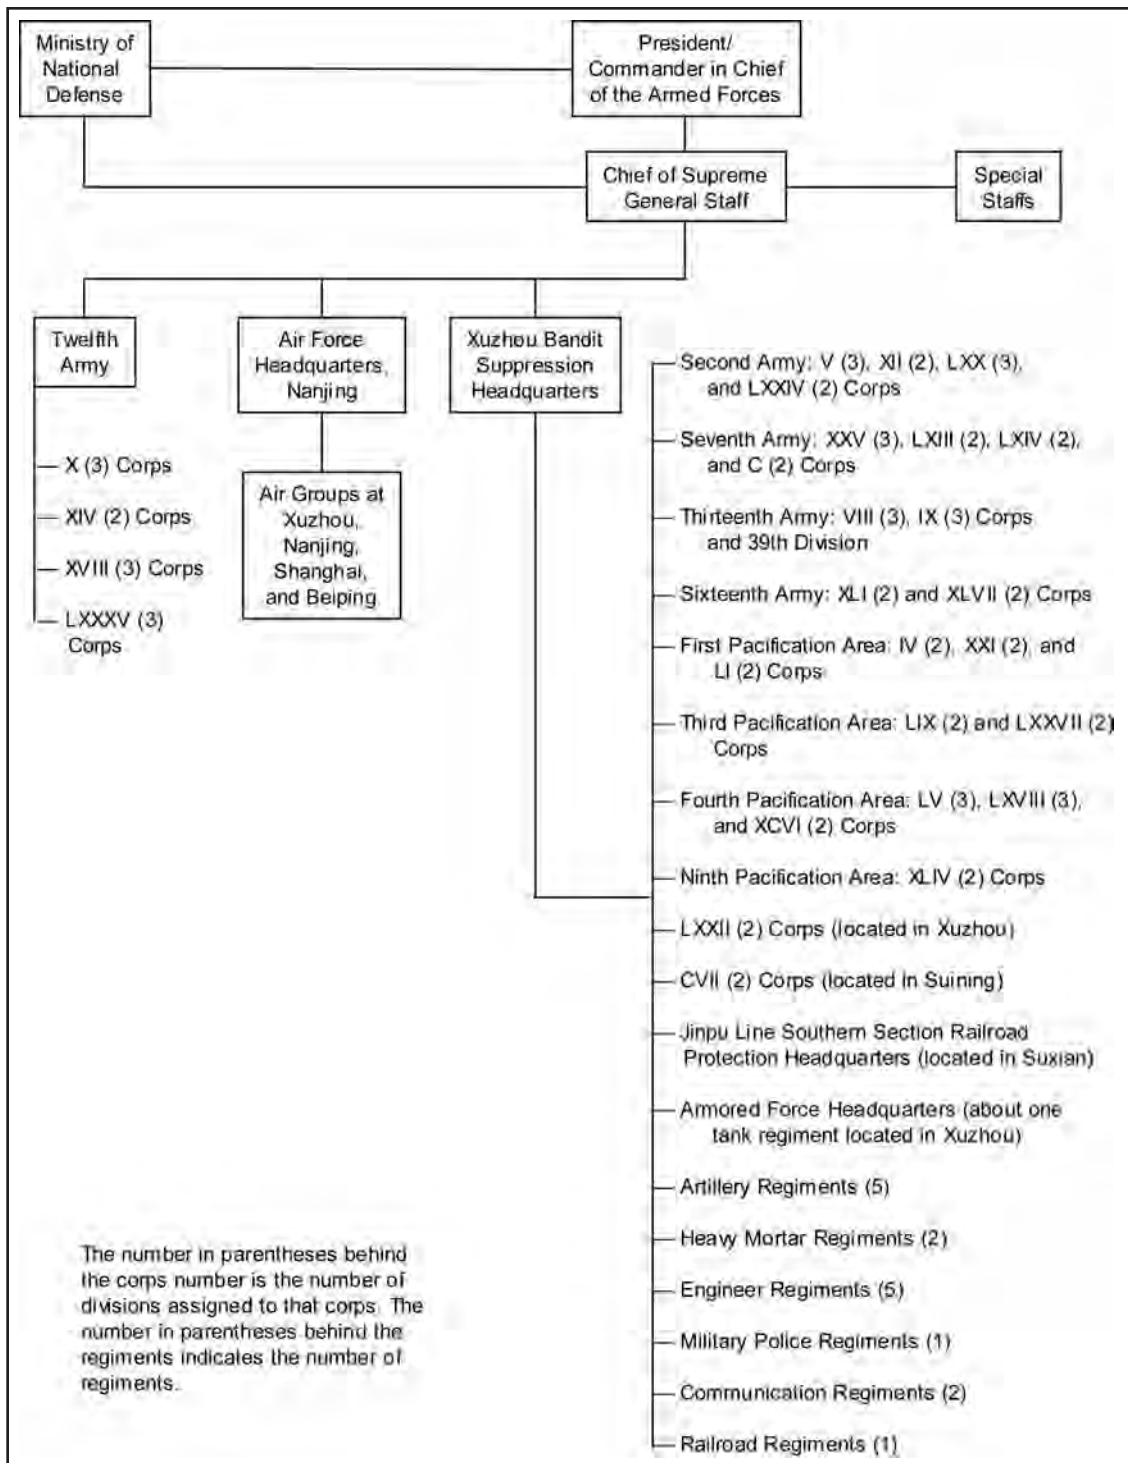 Ministry of
National
Defense
President/
Commander in Chief
of the Armed Forces
Chief of Supreme
General Staff
Special
Staffs
Twelfth
Army
X (3) Corps
XIV (2) Corps
XVIII (3) Corps
LXXXV (3)
Corps
Air Force
Headquarters,
Nanjing
Air Groups at
Xuzhou,
Nanjing,
Shanghai,
and Beiping
Xuzhou Bandit
Suppression
Headquarters
Second Army: V (3), XII (2), LXX (3),
and LXXIV (2) Corps
Seventh Army: XXV (3), LXIII (2), LXIV (2),
and C (2) Corps
Thirteenth Army: VIII (3), IX (3) Corps
and 39th Division
Sixteenth Army: XLI (2) and XLVII (2) Corps
First Pacification Area: IV (2), XXI (2), and
LI (2) Corps
Third Pacification Area: LIX (2) and LXXVII (2)
Corps
Fourth Pacification Area: LV (3), LXVIII (3),
and XCVI (2) Corps
Ninth Pacification Area: XLIV (2) Corps
LXXII (2) Corps (located in Xuzhou)
CVII (2) Corps (located in Suining)
Jinpu Line Southern Section Railroad
Protection Headquarters (located in Suxian)
Armored Force Headquarters (about one
tank regiment located in Xuzhou)
Artillery Regiments (5)
Heavy Mortar Regiments (2)
Engineer Regiments (5)
Military Police Regiments (1)
Communication Regiments (2)
Railroad Regiments (1)
The number in parentheses behind
the corps number is the number of
divisions assigned to that corps. The
number in parentheses behind the
regiments indicates the number of
regiments.